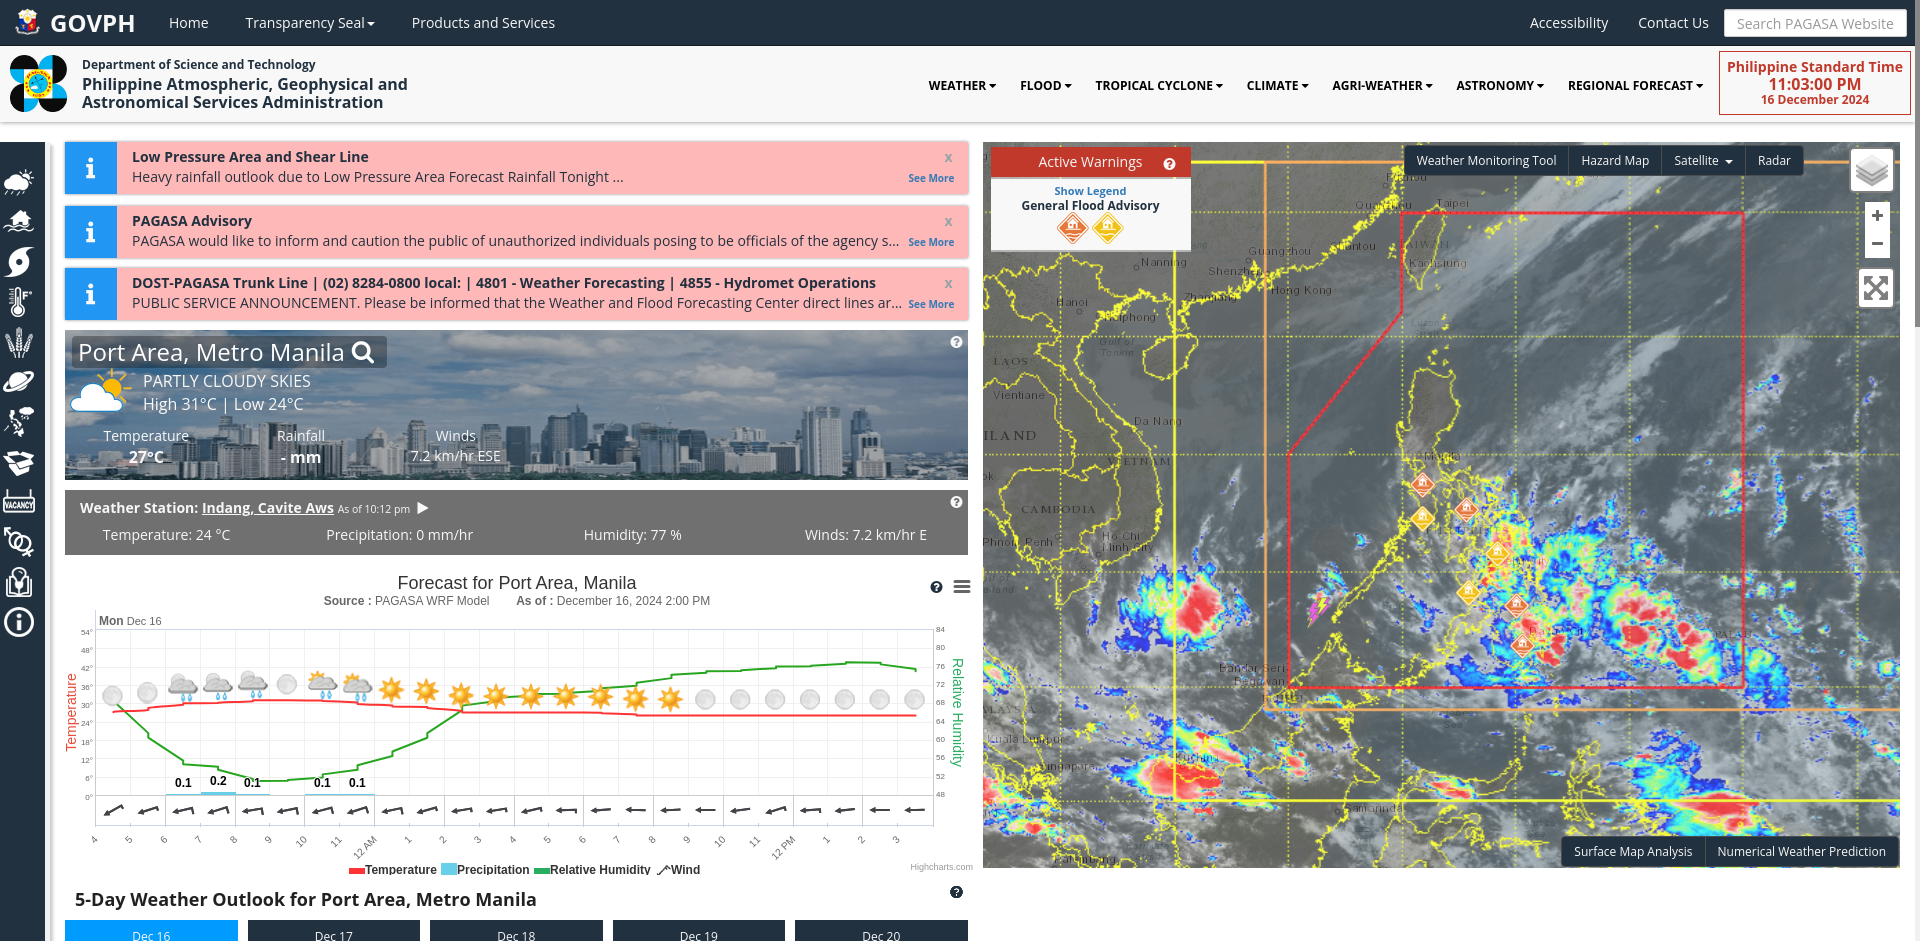 GOVPH
Home
Transparency Seal
Products and Services
Accessibility
Contact Us
Search PAGASA Website
Department of Science and Technology
Philippine Atmospheric, Geophysical and
Astronomical Services Administration
WEATHER
FLOOD
TROPICAL CYCLONE
CLIMATE
AGRI-WEATHER
ASTRONOMY
REGIONAL FORECAST
Philippine Standard Time
11:03:00 PM
16 December 2024
Low Pressure Area and Shear Line
x
Heavy rainfall outlook due to Low Pressure Area Forecast Rainfall Tonight ...
See More
PAGASA Advisory
x
PAGASA would like to inform and caution the public of unauthorized individuals posing to be officials of the agency s...
See More
DOST-PAGASA Trunk Line | (02) 8284-0800 local: | 4801 - Weather Forecasting | 4855 - Hydromet Operations
x
PUBLIC SERVICE ANNOUNCEMENT. Please be informed that the Weather and Flood Forecasting Center direct lines ar...
See More
Port Area, Metro Manila
PARTLY CLOUDY SKIES
High 31°C | Low 24°C
Temperature
Rainfall
Winds
27°C
- mm
7.2 km/hr ESE
Weather Station: Indang, Cavite Aws As of 10:12 pm
Temperature: 24 °C
Precipitation: 0 mm/hr
Humidity: 77 %
Winds: 7.2 km/hr E
Forecast for Port Area, Manila
Source : PAGASA WRF Model As of : December 16, 2024 2:00 PM
Mon Dec 16
Temperature
54°
48°
42°
36°
30°
24°
18°
12°
6°
0°
84
80
76
72
68
64
60
56
52
48
Relative Humidity
0.1
0.2
0.1
0.1
0.1
4
5
6
7
8
9
10
11
12 AM
1
2
3
4
5
6
7
8
9
10
11
12 PM
1
2
3
Temperature
Precipitation
Relative Humidity
Wind
Highcharts.com
5-Day Weather Outlook for Port Area, Metro Manila
Dec 16
Dec 17
Dec 18
Dec 19
Dec 20
VACANCY
Active Warnings
Show Legend
General Flood Advisory
Weather Monitoring Tool
Hazard Map
Satellite
Radar
+
−
Taipei
TAIWAN
Kaohsiung
Guangzhou
Shantou
Nanning
Shenzhen
Hong Kong
Zhanjiang
Hanoi
Haiphong
Gulf of
Tonkin
LAOS
Vientiane
Da Nang
VIETNAM
CAMBODIA
Phnom Penh
Ho Chi
Minh City
Manila
Bandar Seri
Begawan
PALAU
Kuala Lumpur
Singapore
Kuching
Samarinda
Palembang
Surface Map Analysis
Numerical Weather Prediction